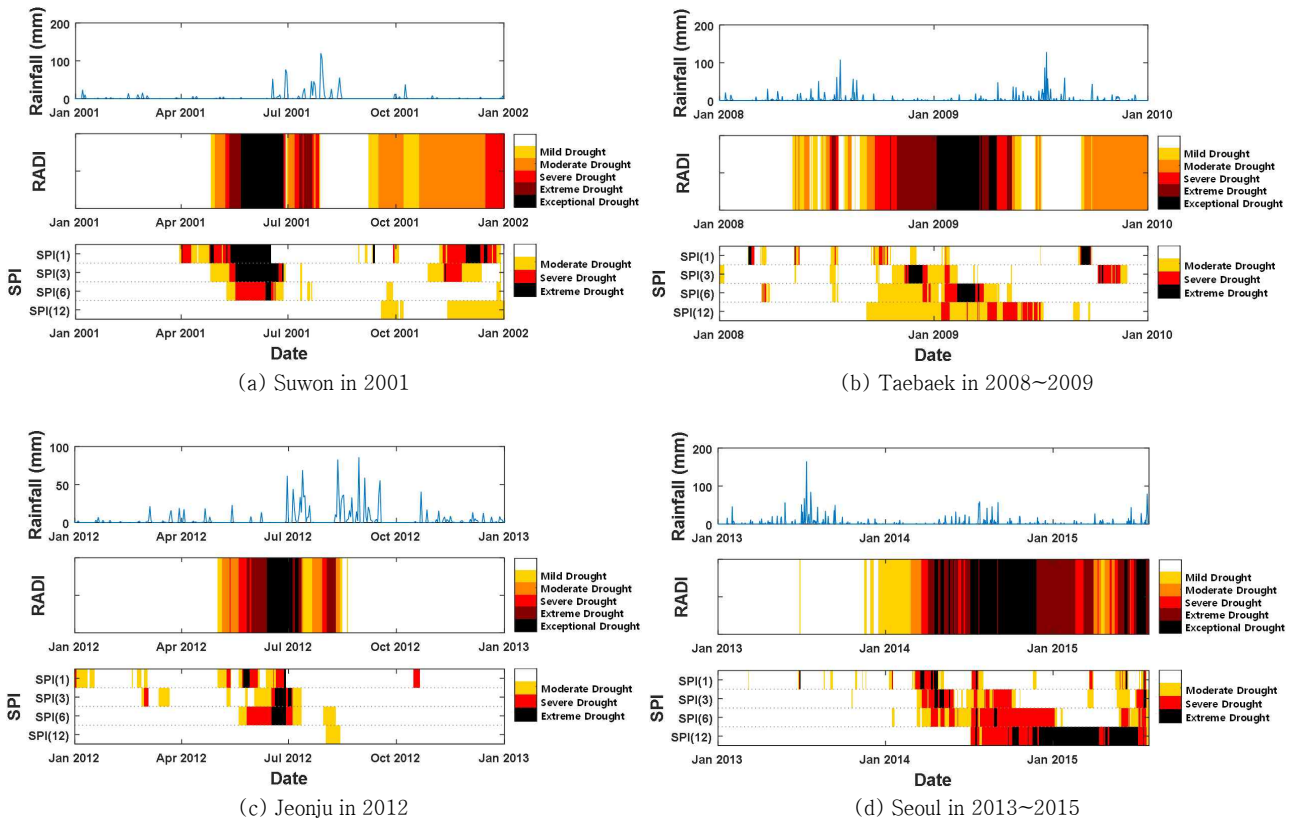 Rainfall (mm)
200
100
0
Jan 2001 Apr 2001 Jul 2001 Oct 2001 Jan 2002
RADI
Mild Drought
Moderate Drought
Severe Drought
Extreme Drought
Exceptional Drought
Jan 2001 Apr 2001 Jul 2001 Oct 2001 Jan 2002
SPI
SPI(1)
SPI(3)
SPI(6)
SPI(12)
Moderate Drought
Severe Drought
Extreme Drought
Jan 2001 Apr 2001 Jul 2001 Oct 2001 Jan 2002
Date
(a) Suwon in 2001
Rainfall (mm)
200
100
0
Jan 2008 Jan 2009 Jan 2010
RADI
Mild Drought
Moderate Drought
Severe Drought
Extreme Drought
Exceptional Drought
Jan 2008 Jan 2009 Jan 2010
SPI
SPI(1)
SPI(3)
SPI(6)
SPI(12)
Moderate Drought
Severe Drought
Extreme Drought
Jan 2008 Jan 2009 Jan 2010
Date
(b) Taebaek in 2008~2009
Rainfall (mm)
100
50
0
Jan 2012 Apr 2012 Jul 2012 Oct 2012 Jan 2013
RADI
Mild Drought
Moderate Drought
Severe Drought
Extreme Drought
Exceptional Drought
Jan 2012 Apr 2012 Jul 2012 Oct 2012 Jan 2013
SPI
SPI(1)
SPI(3)
SPI(6)
SPI(12)
Moderate Drought
Severe Drought
Extreme Drought
Jan 2012 Apr 2012 Jul 2012 Oct 2012 Jan 2013
Date
(c) Jeonju in 2012
Rainfall (mm)
200
100
0
Jan 2013 Jan 2014 Jan 2015
RADI
Mild Drought
Moderate Drought
Severe Drought
Extreme Drought
Exceptional Drought
Jan 2013 Jan 2014 Jan 2015
SPI
SPI(1)
SPI(3)
SPI(6)
SPI(12)
Moderate Drought
Severe Drought
Extreme Drought
Jan 2013 Jan 2014 Jan 2015
Date
(d) Seoul in 2013~2015